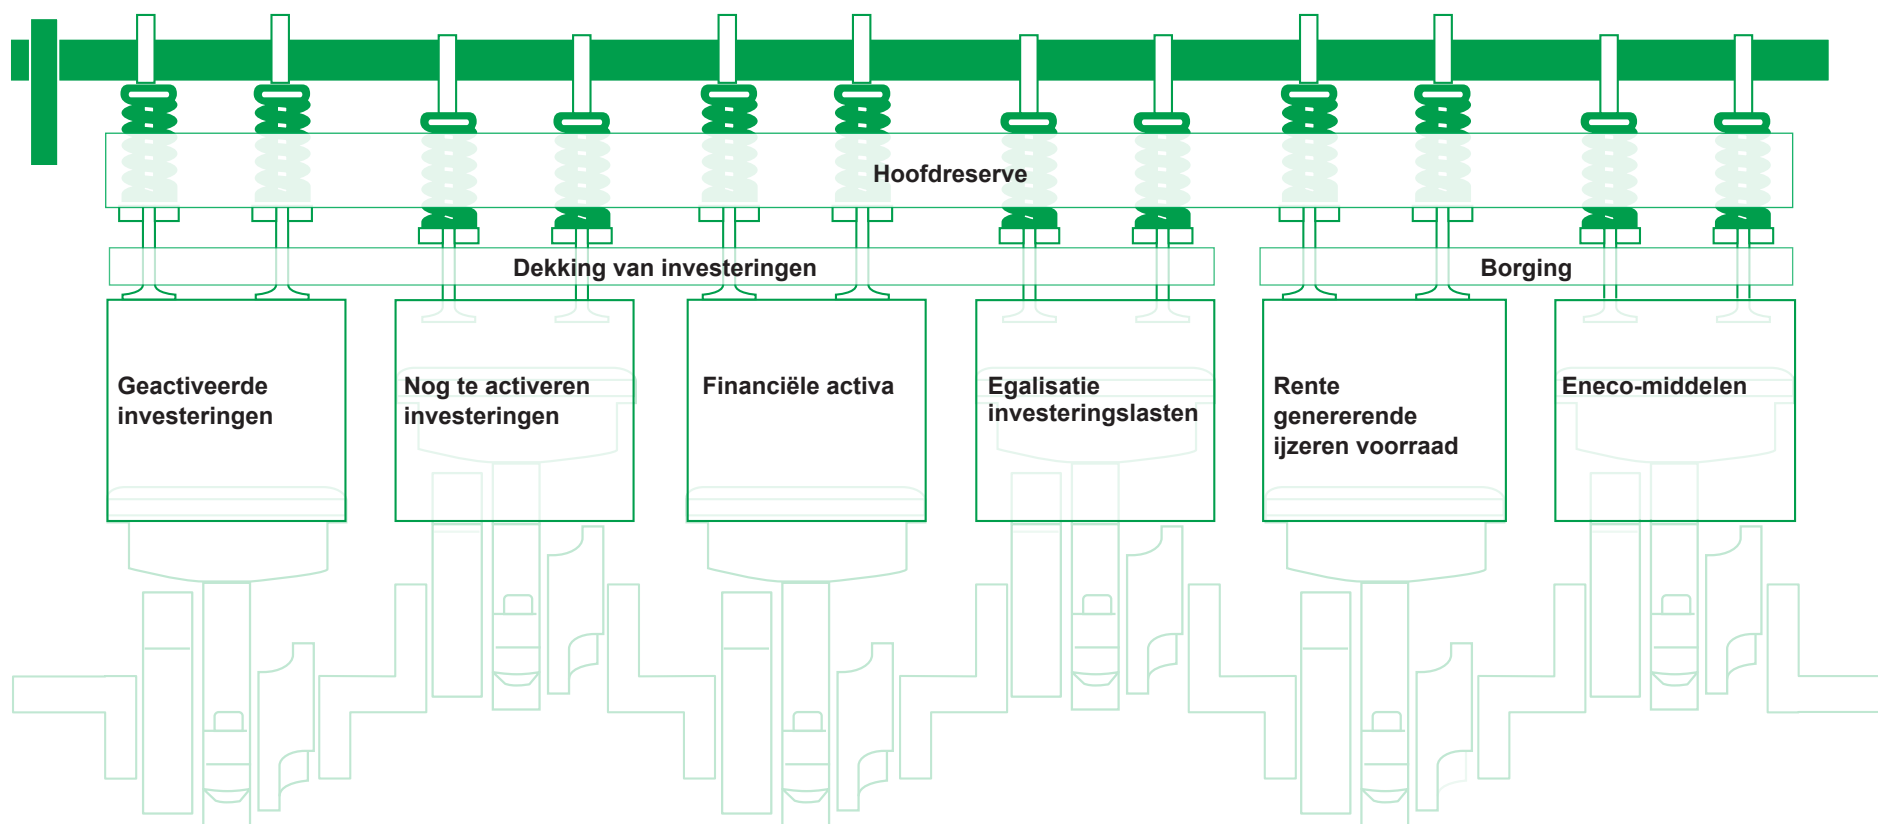 Hoofdreserve
Dekking van investeringen
Borging
Geactiveerde
investeringen
Nog te activeren
investeringen
Financiële activa
Egalisatie
investeringslasten
Rente
genererende
ijzeren voorraad
Eneco-middelen